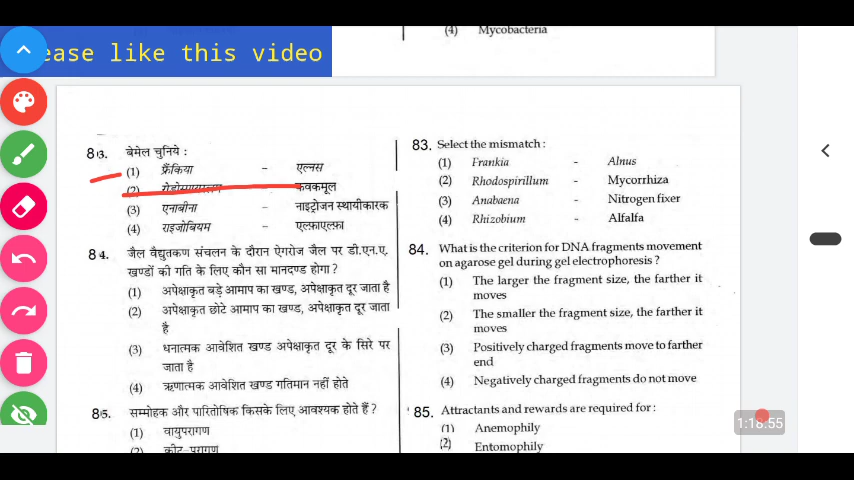 ease like this video
(4) Mycobacteria
83. बेमेल चुनिये :
(1) फ्रैंकिया - एल्नस
(2) - कवकमूल
(3) एनाबीना - नाइट्रोजन स्थायीकारक
(4) राइजोबियम - एल्फाएल्फा
84. जैल वैद्युतकण संचलन के दौरान ऐगरोज जैल पर डी.एन.ए.
खण्डों की गति के लिए कौन सा मानदण्ड होगा ?
(1) अपेक्षाकृत बड़े आमाप का खण्ड, अपेक्षाकृत दूर जाता है
(2) अपेक्षाकृत छोटे आमाप का खण्ड, अपेक्षाकृत दूर जाता
है
(3) धनात्मक आवेशित खण्ड अपेक्षाकृत दूर के सिरे पर
जाता है
(4) ऋणात्मक आवेशित खण्ड गतिमान नहीं होते
85. सम्मोहक और पारितोषिक किसके लिए आवश्यक होते हैं ?
(1) वायुपरागण
(2) कीट-परागण
83. Select the mismatch :
(1) Frankia - Alnus
(2) Rhodospirillum - Mycorrhiza
(3) Anabaena - Nitrogen fixer
(4) Rhizobium - Alfalfa
84. What is the criterion for DNA fragments movement
on agarose gel during gel electrophoresis ?
(1) The larger the fragment size, the farther it
moves
(2) The smaller the fragment size, the farther it
moves
(3) Positively charged fragments move to farther
end
(4) Negatively charged fragments do not move
85. Attractants and rewards are required for :
(1) Anemophily
(2) Entomophily
1:18:55